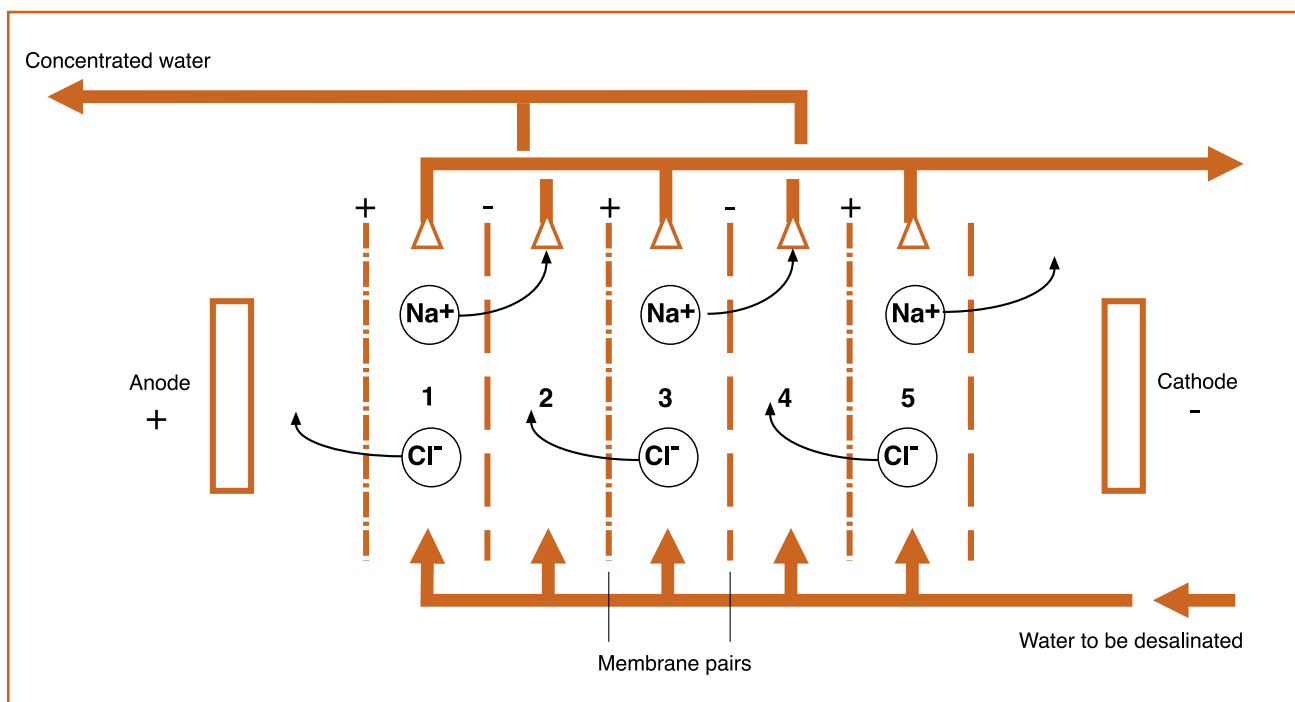 Concentrated water
+ - + - +
Na+ Na+ Na+
Anode
+
1 2 3 4 5
Cathode
-
Cl- Cl- Cl-
Water to be desalinated
Membrane pairs